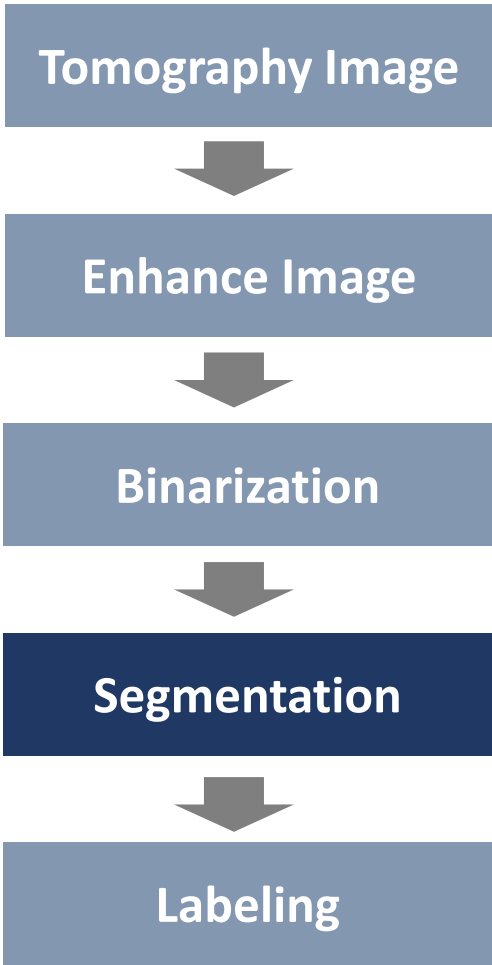 Tomography Image
Enhance Image
Binarization
Segmentation
Labeling